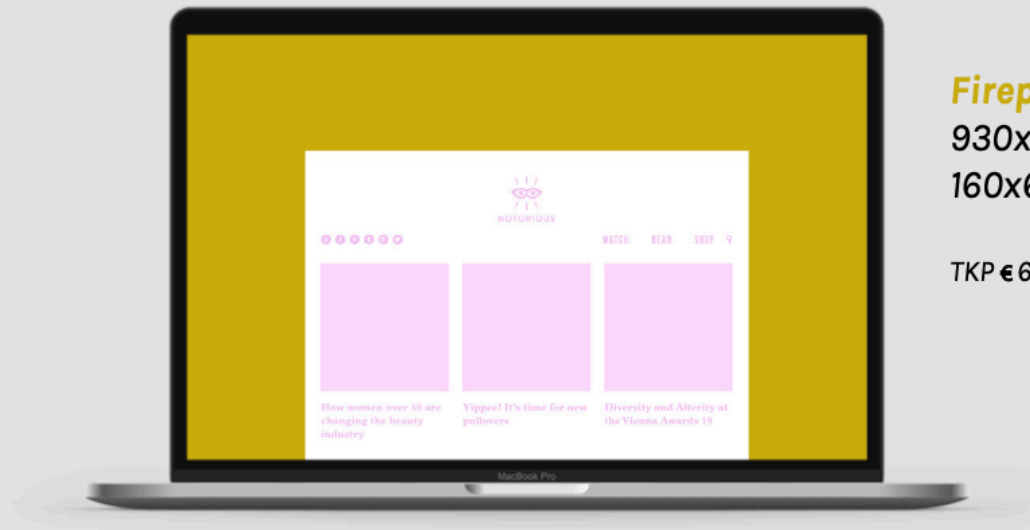 NOTORIOUS
WATCH READ SHOP
How women over 50 are
changing the beauty
industry
Yippee! It's time for new
pullovers
Diversity and Alterity at
the Vienna Awards 19
MacBook Pro
Firep
930x
160x6
TKP € 6